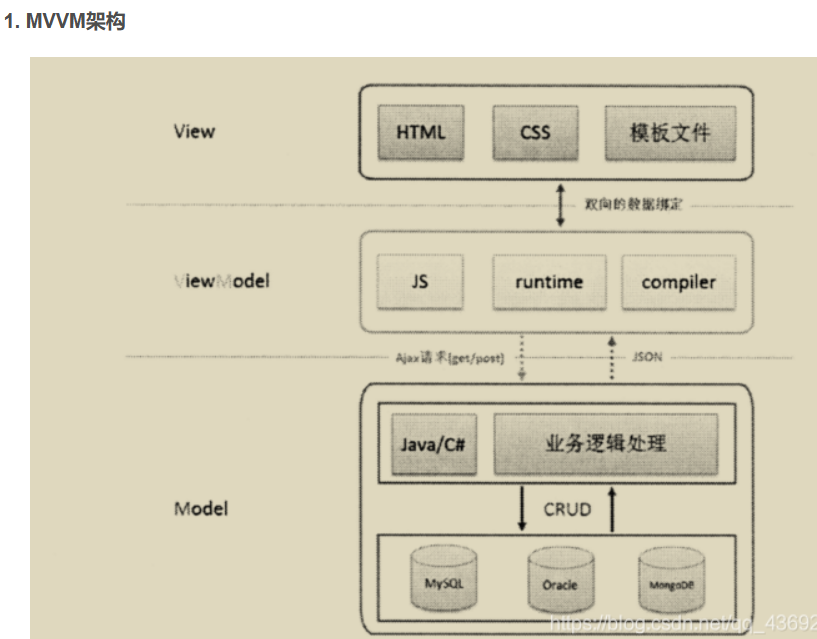 1. MVVM架构
View
HTML
CSS
模板文件
双向的数据绑定
ViewModel
JS
runtime
compiler
Ajax请求(get/post)
JSON
Java/C#
业务逻辑处理
Model
CRUD
MySQL
Oracle
MongoDB
https://blog.csdn.net/qq_43692